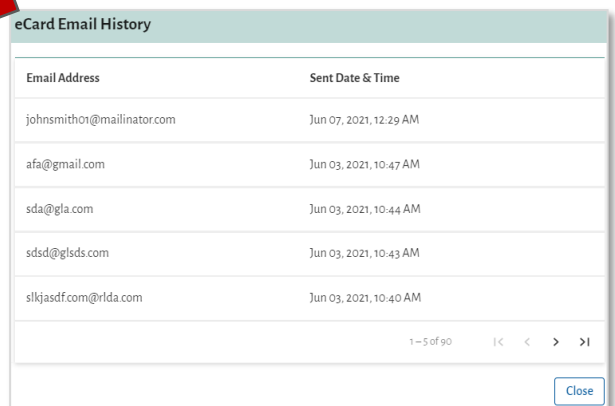 eCard Email History
Email Address Sent Date & Time
johnsmith01@mailinator.com Jun 07, 2021, 12:29 AM
afa@gmail.com Jun 03, 2021, 10:47 AM
sda@gla.com Jun 03, 2021, 10:44 AM
sdsd@glsds.com Jun 03, 2021, 10:43 AM
slkjasdf.com@rlda.com Jun 03, 2021, 10:40 AM
1 – 5 of 90
Close